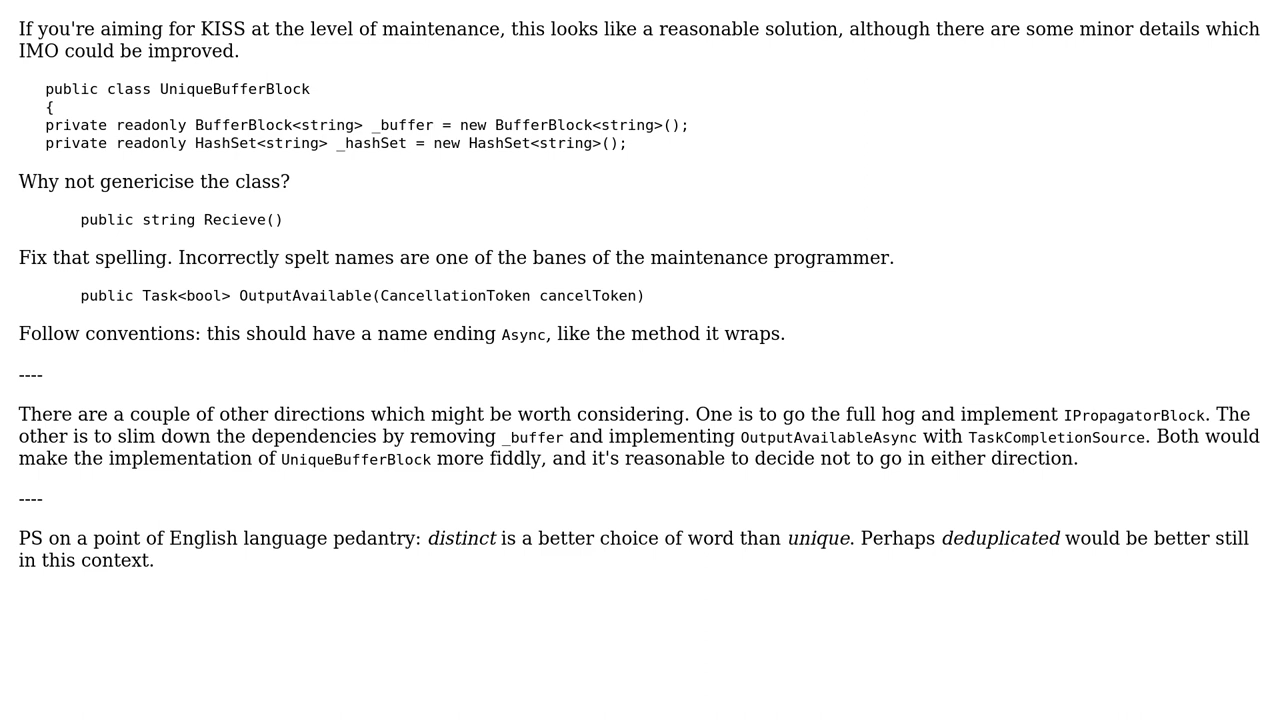 If you're aiming for KISS at the level of maintenance, this looks like a reasonable solution, although there are some minor details which
IMO could be improved.
public class UniqueBufferBlock
{
private readonly BufferBlock<string> _buffer = new BufferBlock<string>();
private readonly HashSet<string> _hashSet = new HashSet<string>();
Why not genericise the class?
public string Recieve()
Fix that spelling. Incorrectly spelt names are one of the banes of the maintenance programmer.
public Task<bool> OutputAvailable(CancellationToken cancelToken)
Follow conventions: this should have a name ending Async, like the method it wraps.
----
There are a couple of other directions which might be worth considering. One is to go the full hog and implement IPropagatorBlock. The
other is to slim down the dependencies by removing _buffer and implementing OutputAvailableAsync with TaskCompletionSource. Both would
make the implementation of UniqueBufferBlock more fiddly, and it's reasonable to decide not to go in either direction.
----
PS on a point of English language pedantry: distinct is a better choice of word than unique. Perhaps deduplicated would be better still
in this context.